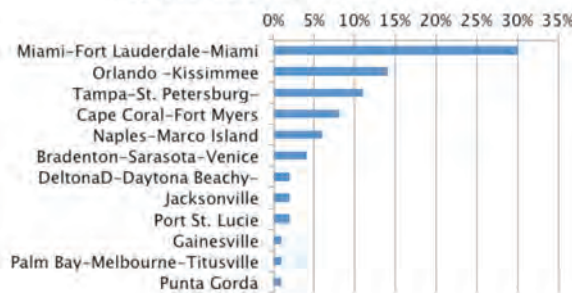 0% 5% 10% 15% 20% 25% 30% 35%
Miami-Fort Lauderdale-Miami
Orlando -Kissimmee
Tampa-St. Petersburg-
Cape Coral-Fort Myers
Naples-Marco Island
Bradenton-Sarasota-Venice
DeltonaD-Daytona Beachy-
Jacksonville
Port St. Lucie
Gainesville
Palm Bay-Melbourne-Titusville
Punta Gorda